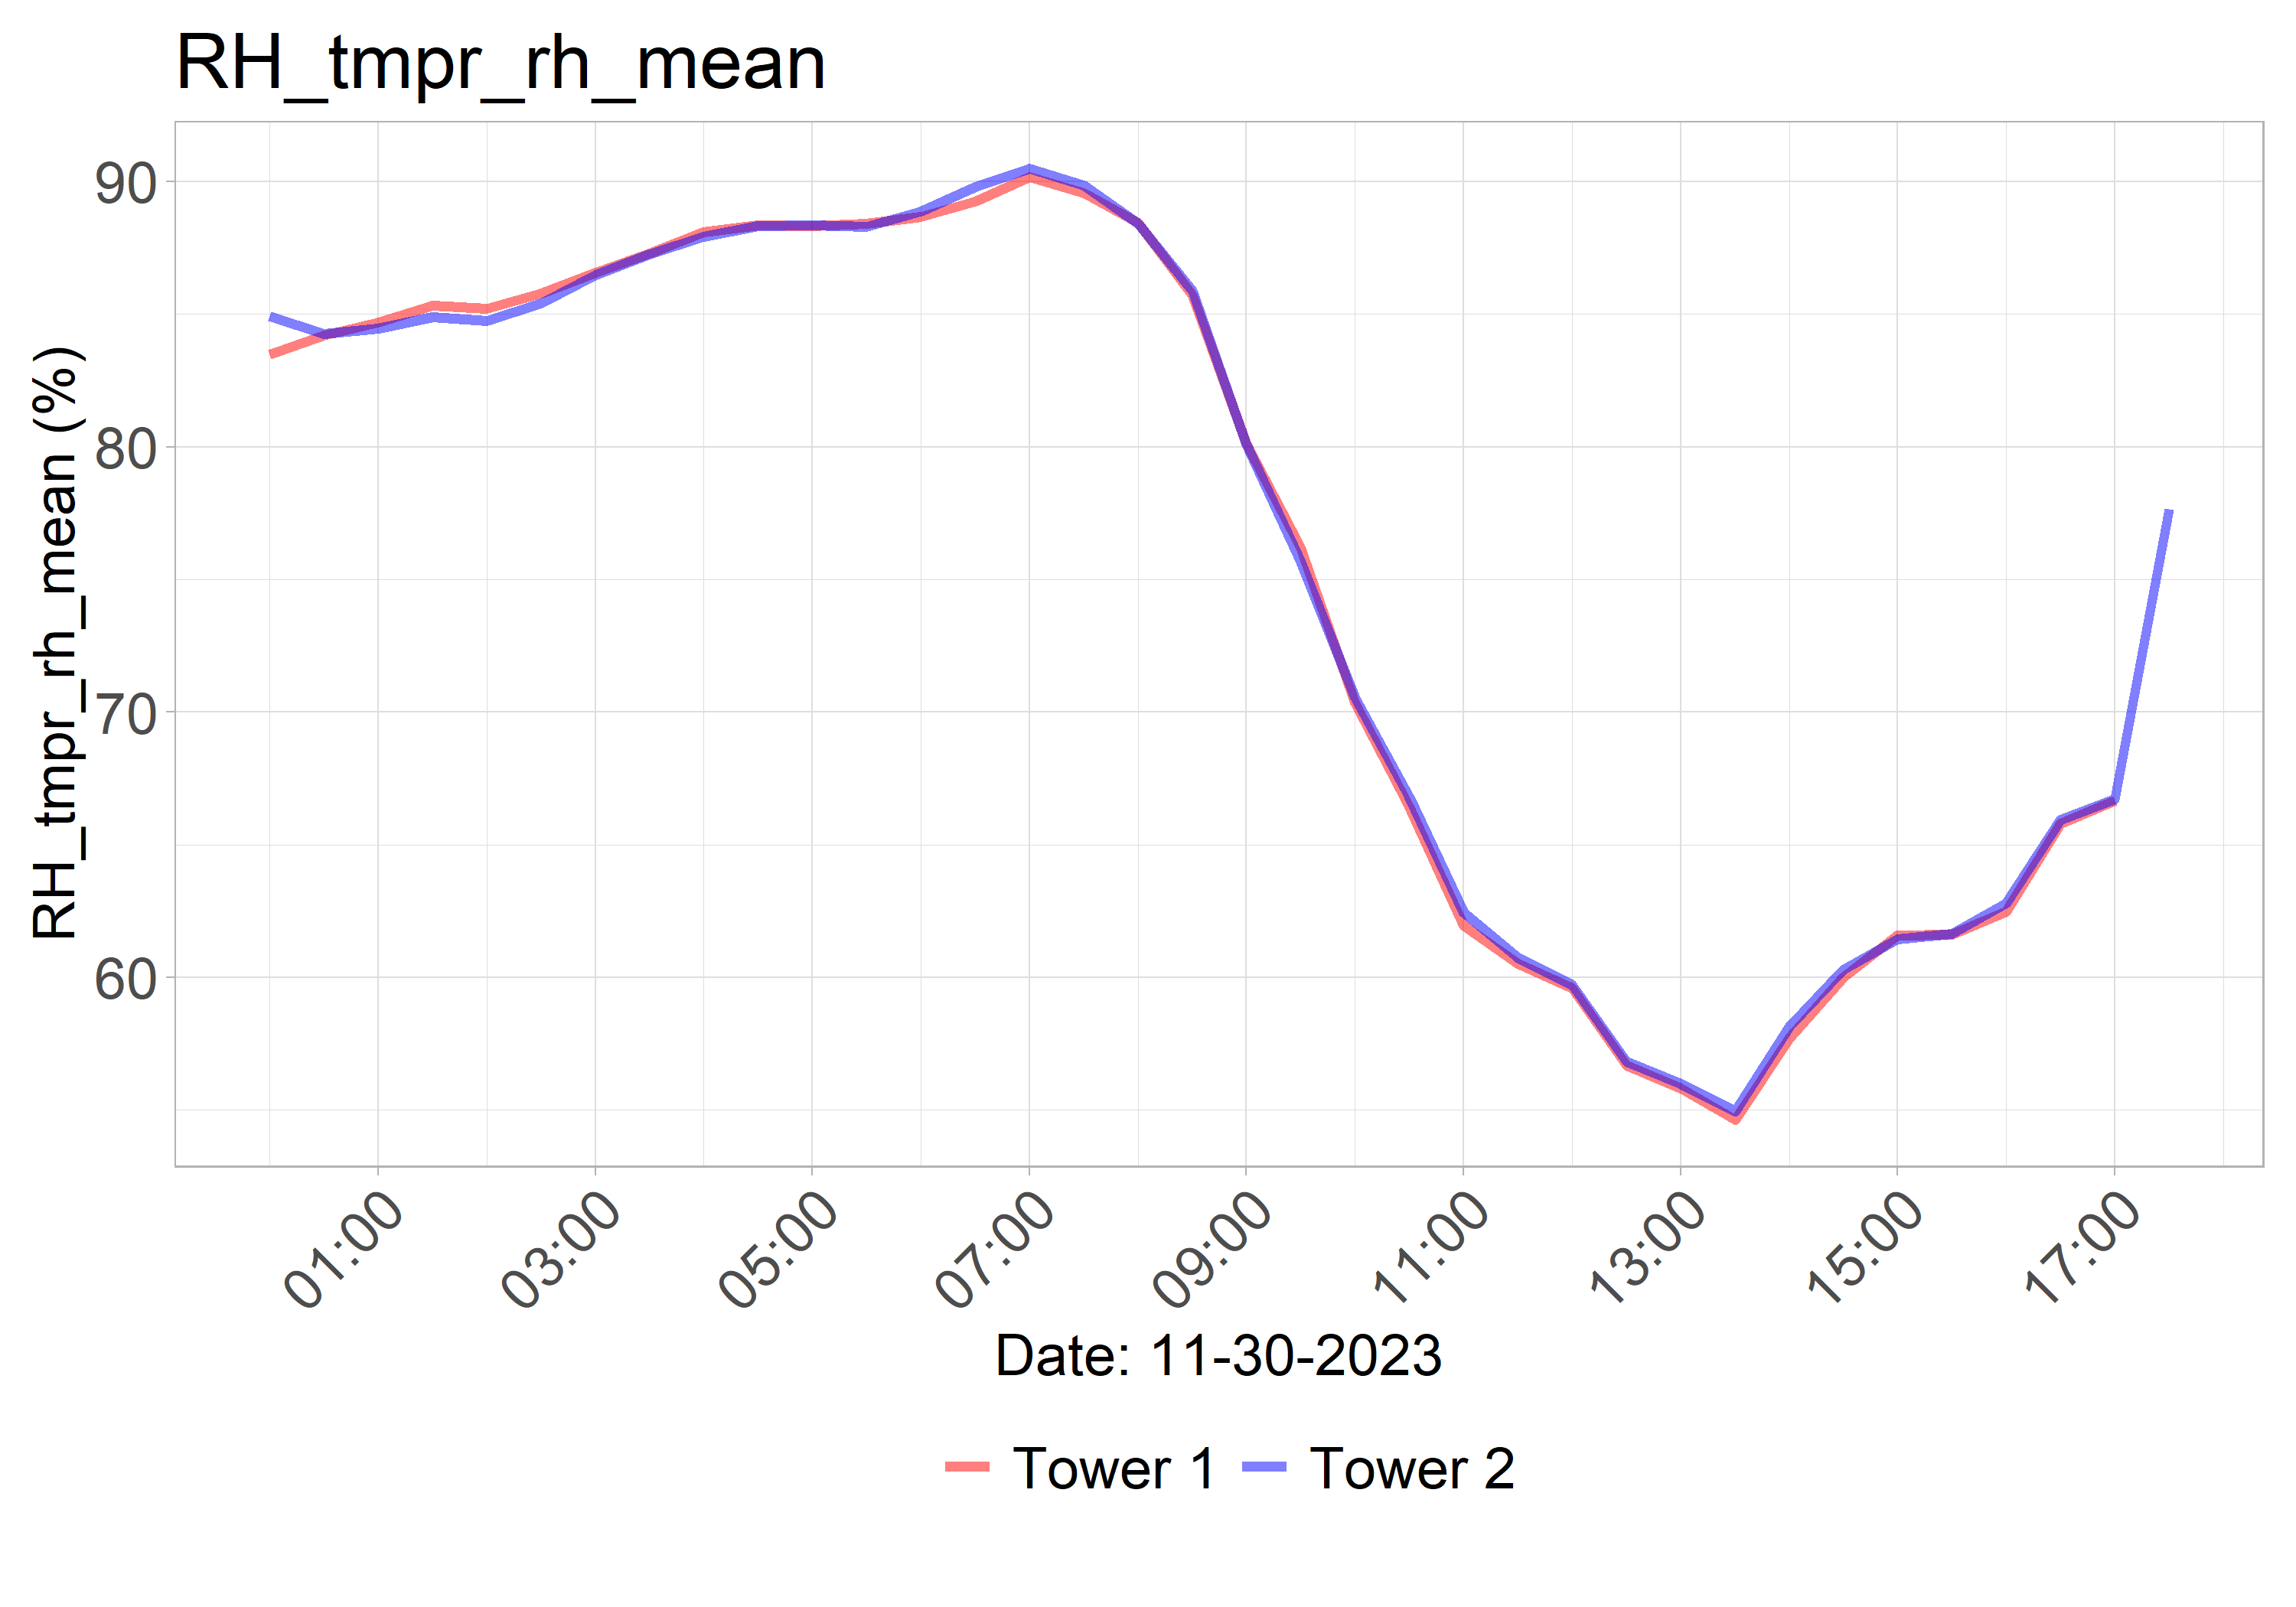 RH_tmpr_rh_mean
RH_tmpr_rh_mean (%)
90
80
70
60
01:00 03:00 05:00 07:00 09:00 11:00 13:00 15:00 17:00
Date: 11-30-2023
Tower 1 Tower 2